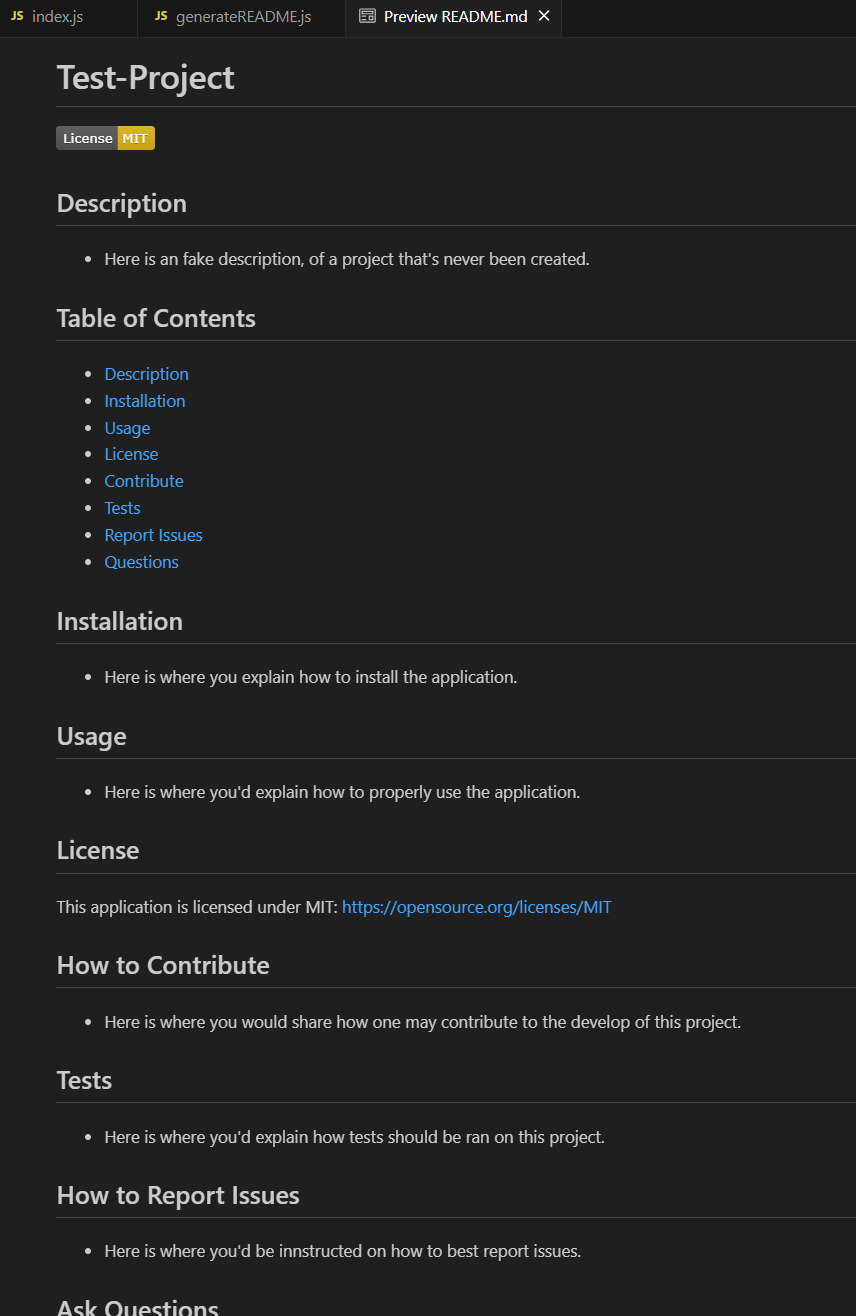 JS index.js
JS generateREADME.js
Preview README.md
Test-Project
License MIT
Description
Here is an fake description, of a project that's never been created.
Table of Contents
Description
Installation
Usage
License
Contribute
Tests
Report Issues
Questions
Installation
Here is where you explain how to install the application.
Usage
Here is where you'd explain how to properly use the application.
License
This application is licensed under MIT: https://opensource.org/licenses/MIT
How to Contribute
Here is where you would share how one may contribute to the develop of this project.
Tests
Here is where you'd explain how tests should be ran on this project.
How to Report Issues
Here is where you'd be innstructed on how to best report issues.
Ask Questions